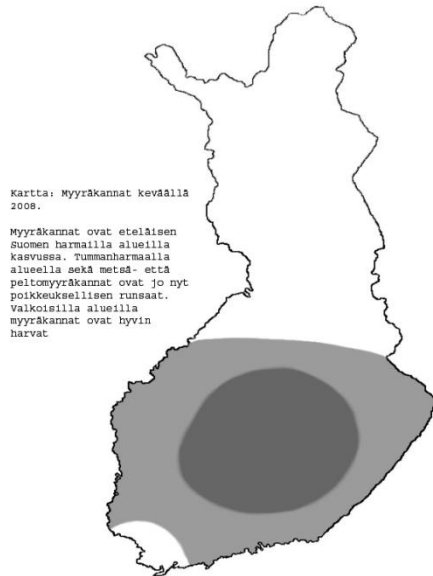 Kartta: Myyräkannat keväällä
2008.
Myyräkannat ovat eteläisen
Suomen harmailla alueilla
kasvussa. Tummanharmaalla
alueella sekä metsä- että
peltomyyräkannat ovat jo nyt
poikkeuksellisen runsaat.
Valkoisilla alueilla
myyräkannat ovat hyvin
harvat